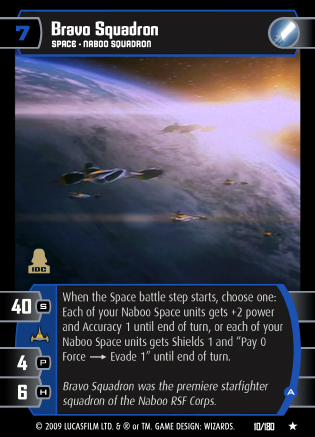 7
Bravo Squadron
SPACE • NABOO SQUADRON
IDC
40 S
4 P
6 H
When the Space battle step starts, choose one:
Each of your Naboo Space units gets +2 power
and Accuracy 1 until end of turn, or each of your
Naboo Space units gets Shields 1 and "Pay 0
Force → Evade 1" until end of turn.
Bravo Squadron was the premiere starfighter
squadron of the Naboo RSF Corps.
A
© 2009 LUCASFILM LTD. & ® or TM. GAME DESIGN: WIZARDS. 10/180 ★